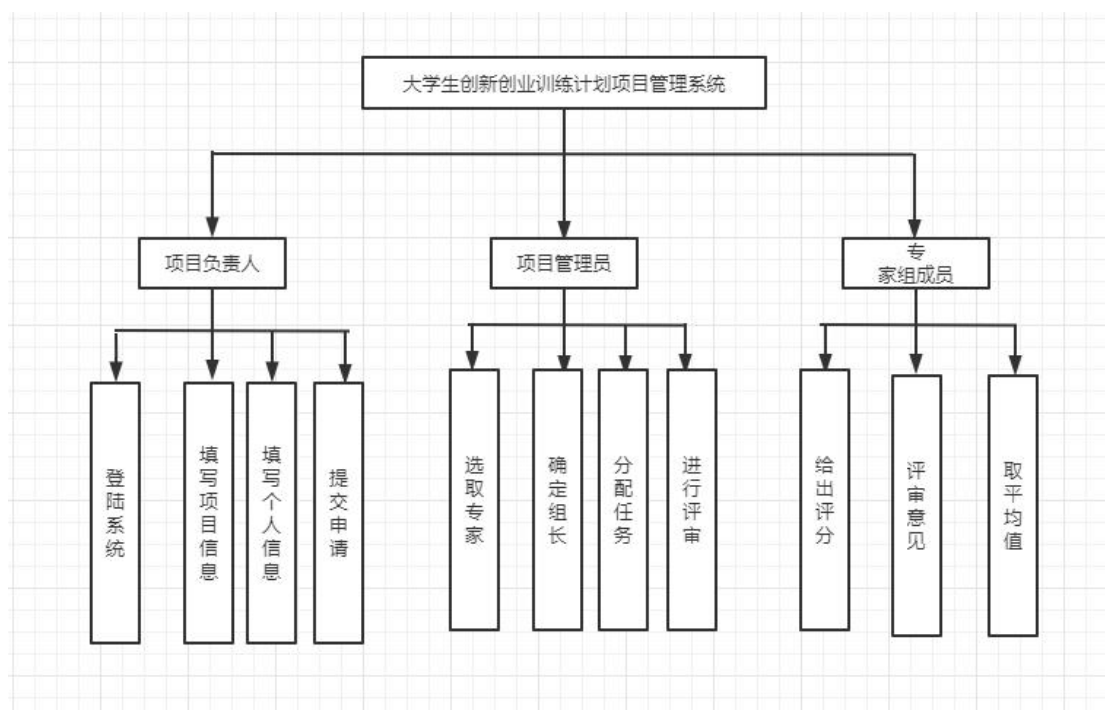 大学生创新创业训练计划项目管理系统
项目负责人
项目管理员
专
家组成员
登陆系统
填写项目信息
填写个人信息
提交申请
选取专家
确定组长
分配任务
进行评审
给出评分
评审意见
取平均值